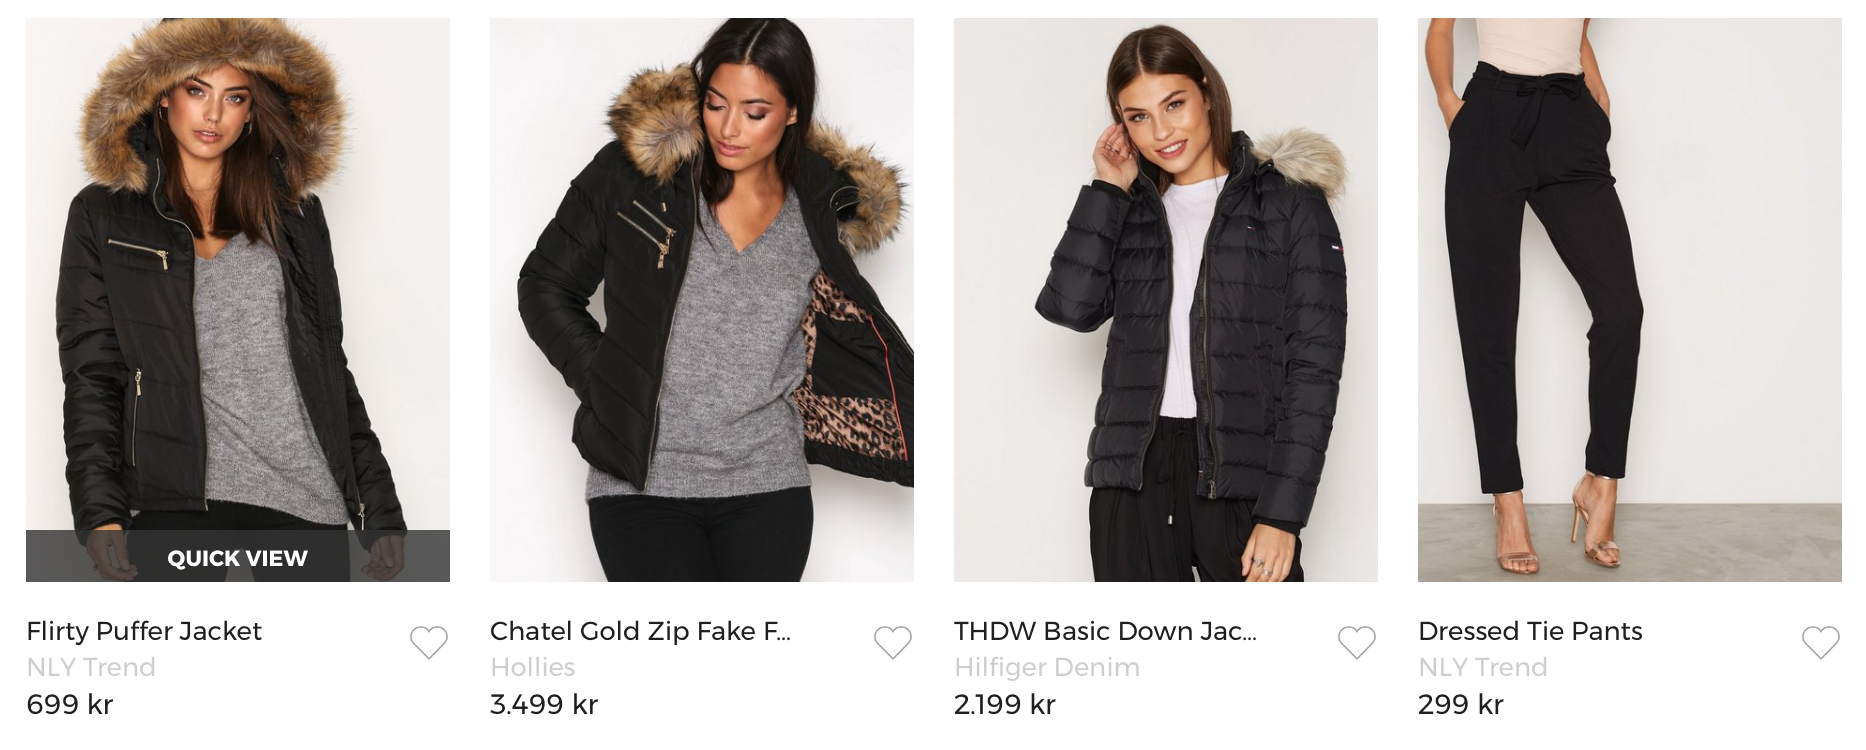 QUICK VIEW
Flirty Puffer Jacket
NLY Trend
699 kr
Chatel Gold Zip Fake F...
Hollies
3.499 kr
THDW Basic Down Jac...
Hilfiger Denim
2.199 kr
Dressed Tie Pants
NLY Trend
299 kr